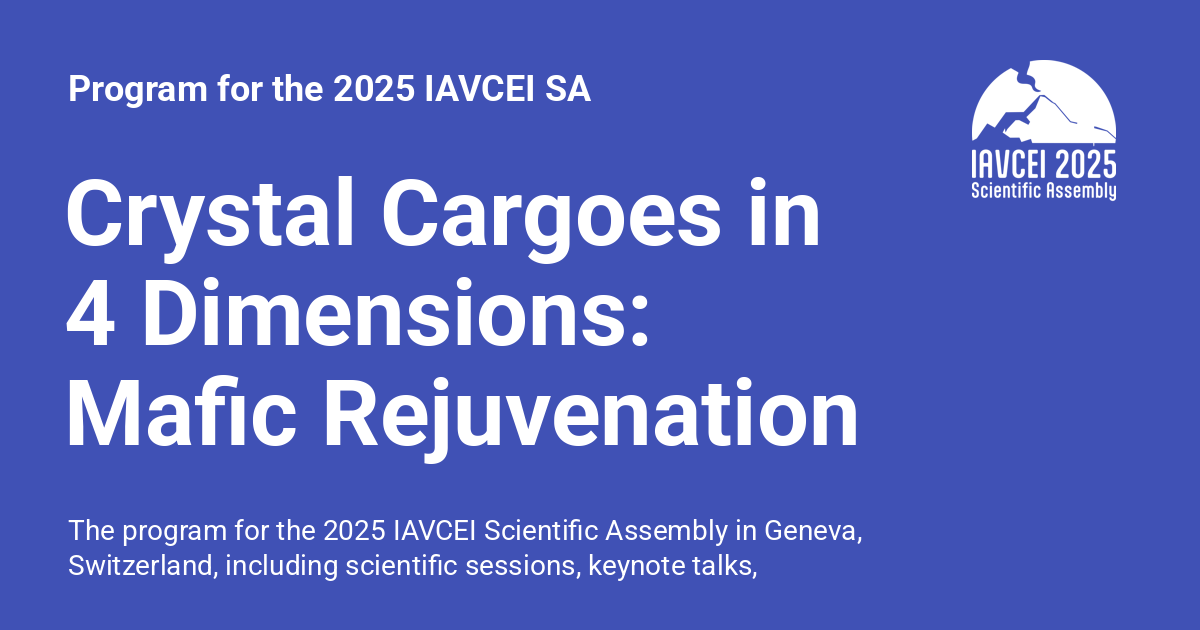 Program for the 2025 IAVCEI SA
IAVCEI 2025
Scientific Assembly
Crystal Cargoes in
4 Dimensions:
Mafic Rejuvenation
The program for the 2025 IAVCEI Scientific Assembly in Geneva,
Switzerland, including scientific sessions, keynote talks,